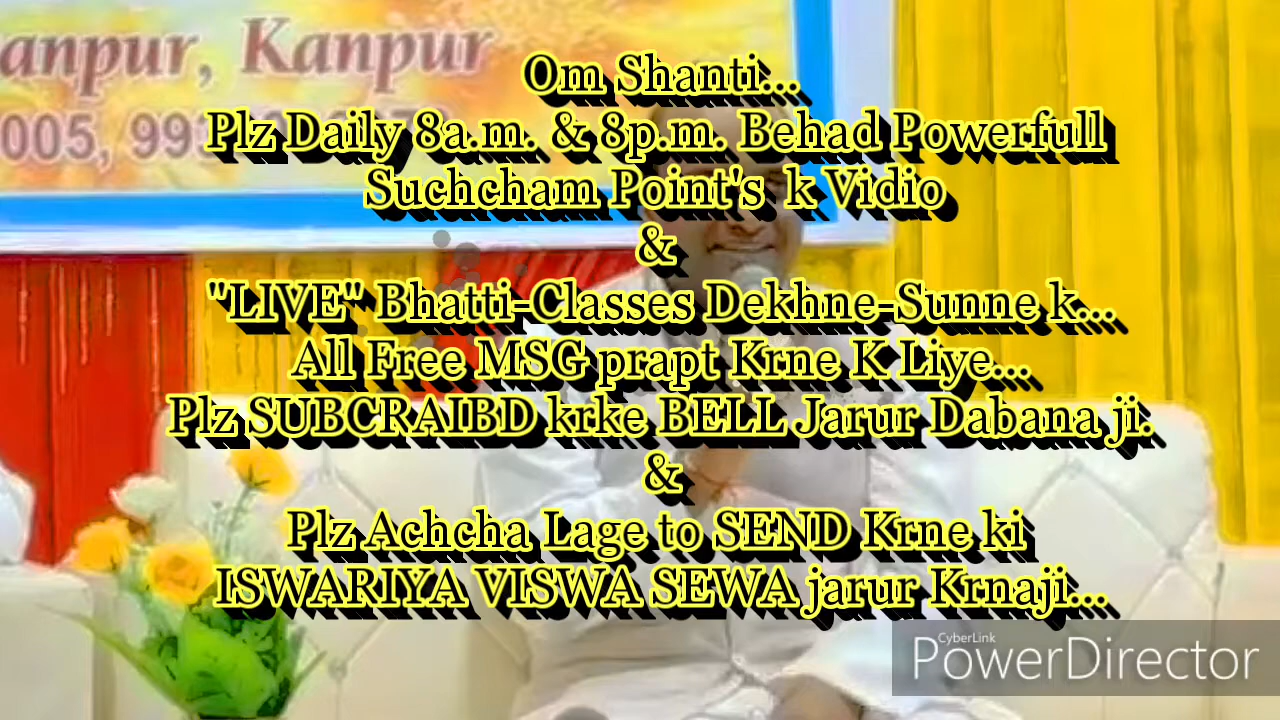 anpur, Kanpur
005,
Om Shanti...
Plz Daily 8a.m. & 8p.m. Behad Powerfull
Suchcham Point's k Vidio
&
"LIVE" Bhatti-Classes Dekhne-Sunne k...
All Free MSG prapt Krne K Liye...
Plz SUBCRAIBD krke BELL Jarur Dabana ji.
&
Plz Achcha Lage to SEND Krne ki
ISWARIYA VISWA SEWA jarur Krnaji...
CyberLink
PowerDirector